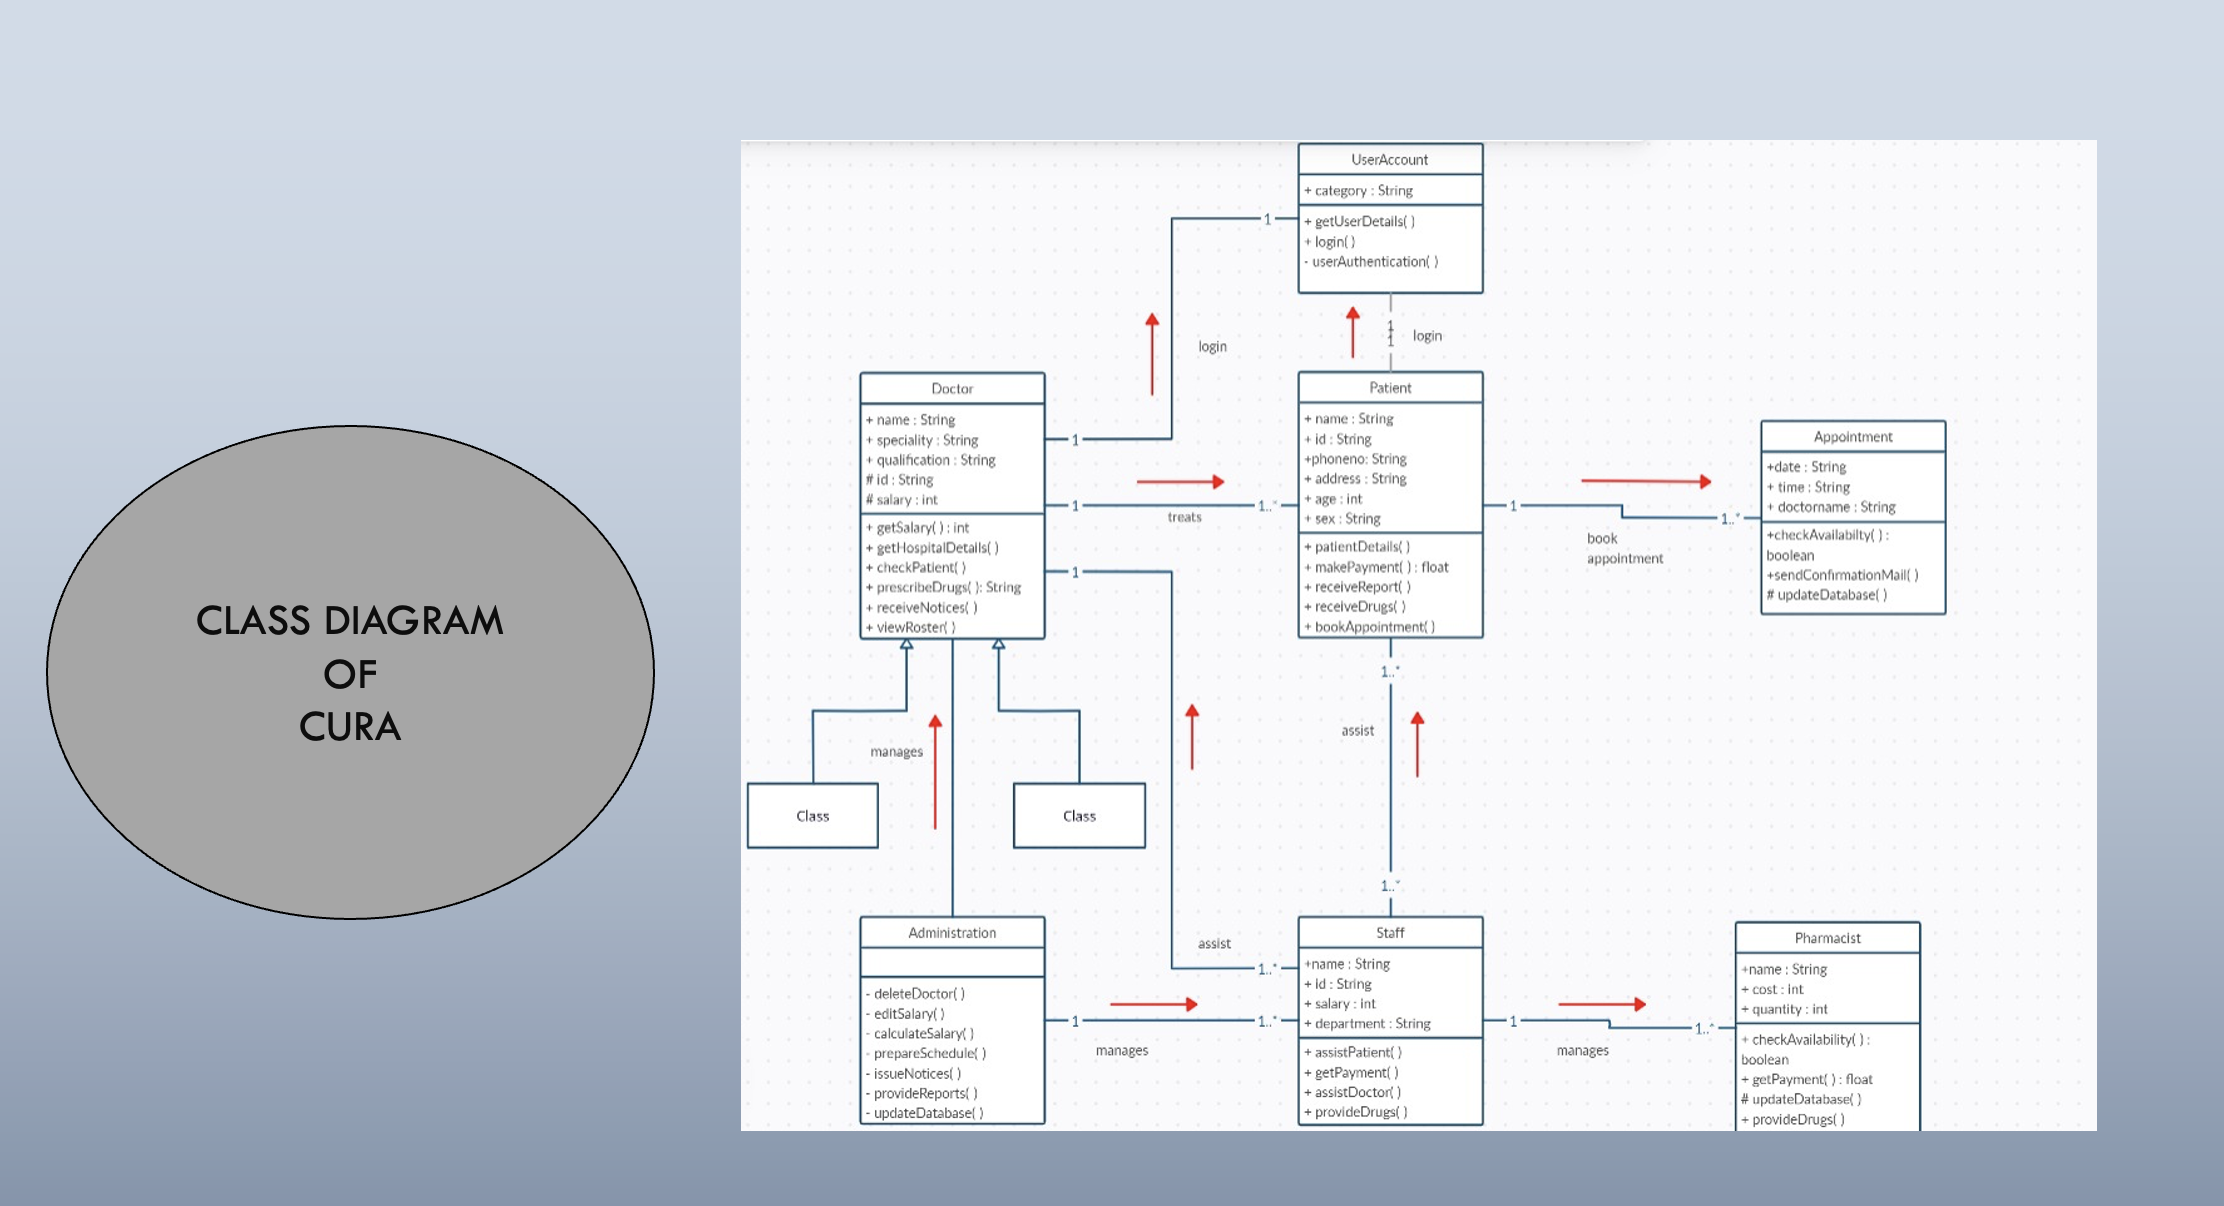 CLASS DIAGRAM
OF
CURA
UserAccount
+ category : String
+ getUserDetails( )
+ login( )
- userAuthentication( )
1
1
login
1
1
login
Doctor
+ name : String
+ speciality : String
+ qualification : String
# id : String
# salary : int
+ getSalary( ) : int
+ getHospitalDetails( )
+ checkPatient( )
+ prescribeDrugs( ): String
+ receiveNotices( )
+ viewRoster( )
1
1..*
treats
1
Patient
+ name : String
+ id : String
+phoneno: String
+ address : String
+ age : int
+ sex : String
+ patientDetails( )
+ makePayment( ) : float
+ receiveReport( )
+ receiveDrugs( )
+ bookAppointment( )
1
1..*
book
appointment
Appointment
+date : String
+ time : String
+ doctorname : String
+checkAvailabilty( ) :
boolean
+sendConfirmationMail( )
# updateDatabase( )
1..*
assist
1..*
manages
Class
Class
assist
1..*
Administration
- deleteDoctor( )
- editSalary( )
- calculateSalary( )
- prepareSchedule( )
- issueNotices( )
- provideReports( )
- updateDatabase( )
1
1..*
manages
Staff
+name : String
+ id : String
+ salary : int
+ department : String
+ assistPatient( )
+ getPayment( )
+ assistDoctor( )
+ provideDrugs( )
1
1..*
manages
Pharmacist
+name : String
+ cost : int
+ quantity : int
+ checkAvailability( ) :
boolean
+ getPayment( ) : float
# updateDatabase( )
+ provideDrugs( )